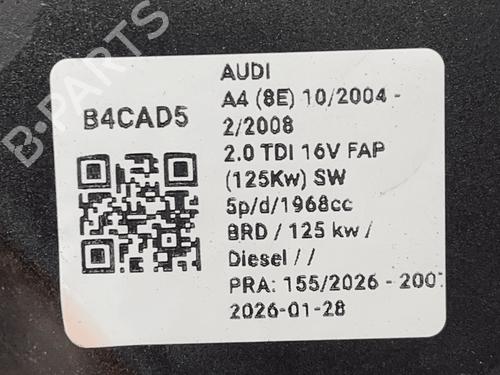 B-PARTS
B4CAD5
AUDI
A4 (8E) 10/2004 -
2/2008
2.0 TDI 16V FAP
(125Kw) SW
5p/d/1968cc
BRD / 125 kw /
Diesel / /
PRA: 155/2026 - 200
2026-01-28